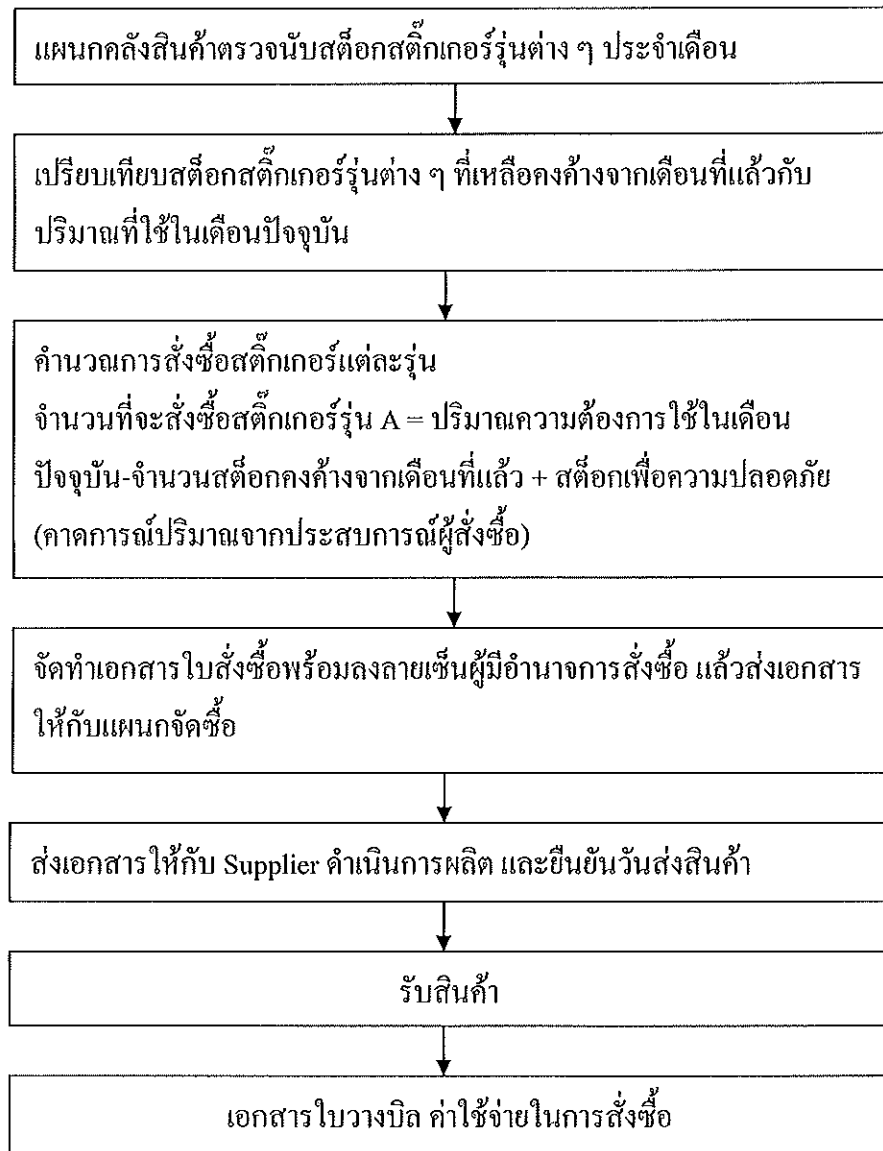 แผนกคลังสินค้าตรวจนับสต็อกสติ๊กเกอร์รุ่นต่าง ๆ ประจำเดือน
เปรียบเทียบสต็อกสติ๊กเกอร์รุ่นต่าง ๆ ที่เหลือคงค้างจากเดือนที่แล้วกับ
ปริมาณที่ใช้ในเดือนปัจจุบัน
คำนวณการสั่งซื้อสติ๊กเกอร์แต่ละรุ่น
จำนวนที่จะสั่งซื้อสติ๊กเกอร์รุ่น A = ปริมาณความต้องการใช้ในเดือน
ปัจจุบัน-จำนวนสต็อกคงค้างจากเดือนที่แล้ว + สต็อกเพื่อความปลอดภัย
(คาดการณ์ปริมาณจากประสบการณ์ผู้สั่งซื้อ)
จัดทำเอกสารใบสั่งซื้อพร้อมลงลายเซ็นผู้มีอำนาจการสั่งซื้อ แล้วส่งเอกสาร
ให้กับแผนกจัดซื้อ
ส่งเอกสารให้กับ Supplier ดำเนินการผลิต และยืนยันวันส่งสินค้า
รับสินค้า
เอกสารใบวางบิล ค่าใช้จ่ายในการสั่งซื้อ